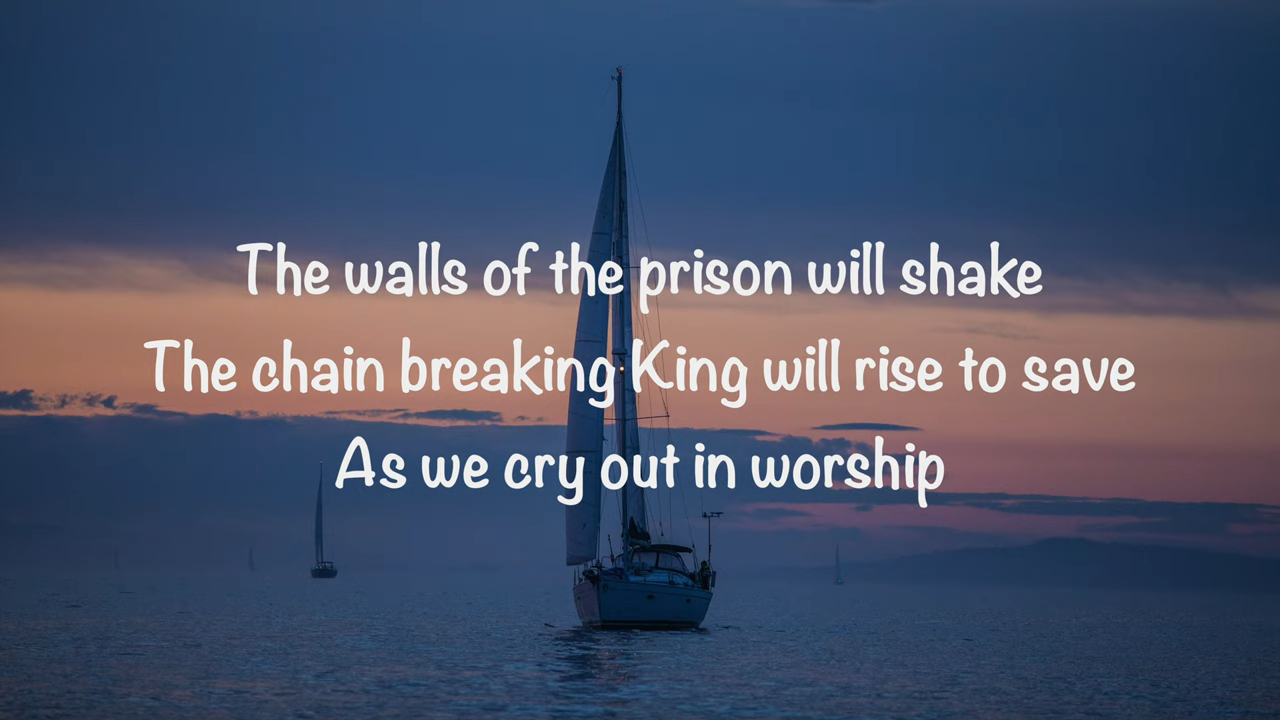 The walls of the prison will shake
The chain breaking King will rise to save
As we cry out in worship